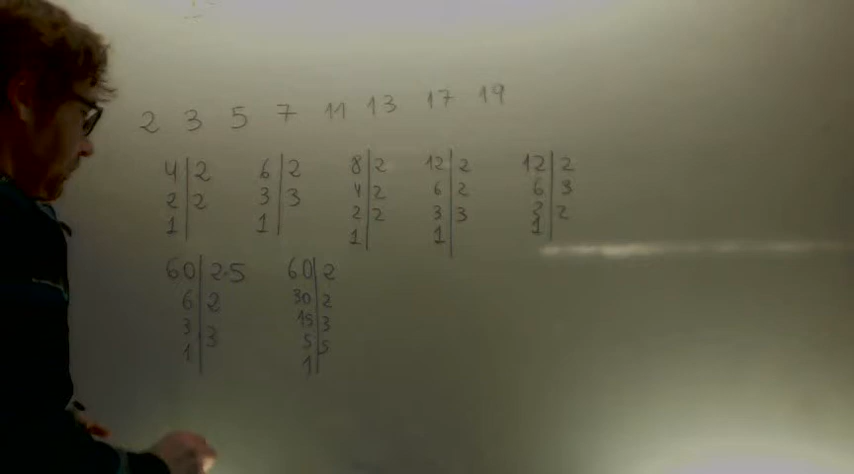 2 3 5 7 11 13 17 19
4 | 2 6 | 2 8 | 2 12 | 2 12 | 2
2 | 2 3 | 3 4 | 2 6 | 2 6 | 3
1 | 1 | 2 | 2 3 | 3 2 | 2
1 | 1 | 1 |
60 | 2·5 60 | 2
6 | 2 30 | 2
3 | 3 15 | 3
1 | 5 | 5
1 |